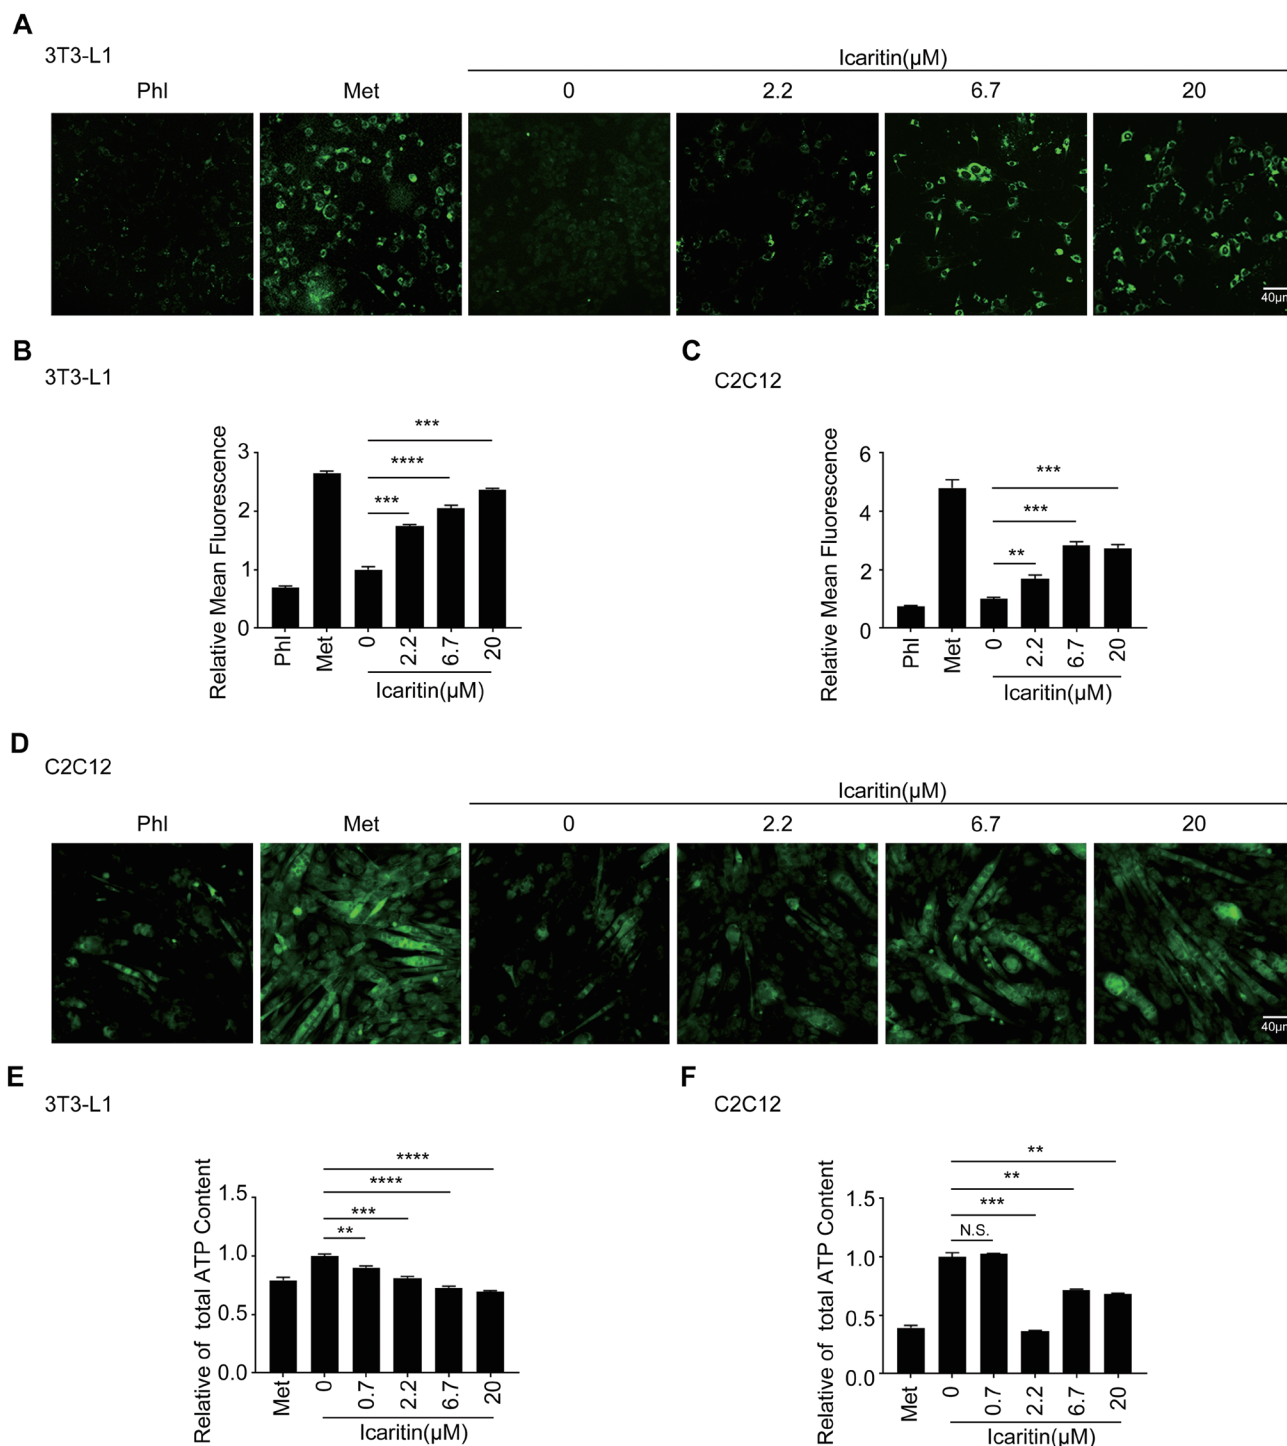 A
3T3-L1
Icaritin(μM)
Phl Met 0 2.2 6.7 20
40μm
B
3T3-L1
Relative Mean Fluorescence
3
2
1
0
***
****
***
Phl Met 0 2.2 6.7 20
Icaritin(μM)
C
C2C12
Relative Mean Fluorescence
6
4
2
0
***
***
**
Phl Met 0 2.2 6.7 20
Icaritin(μM)
D
C2C12
Icaritin(μM)
Phl Met 0 2.2 6.7 20
40μm
E
3T3-L1
Relative of total ATP Content
1.5
1.0
0.5
0.0
****
****
***
**
Met 0 0.7 2.2 6.7 20
Icaritin(μM)
F
C2C12
Relative of total ATP Content
1.5
1.0
0.5
0.0
**
**
***
N.S.
Met 0 0.7 2.2 6.7 20
Icaritin(μM)